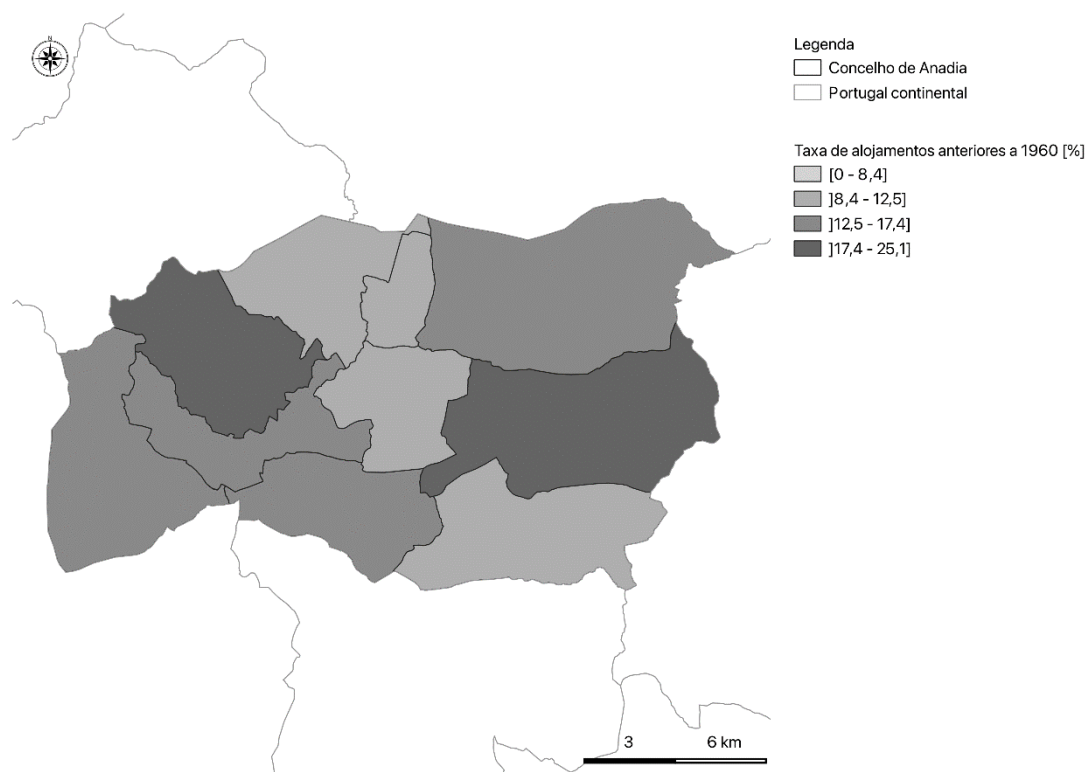 N
Legenda
Concelho de Anadia
Portugal continental
Taxa de alojamentos anteriores a 1960 [%]
[0 - 8,4]
]8,4 - 12,5]
]12,5 - 17,4]
]17,4 - 25,1]
3 6 km